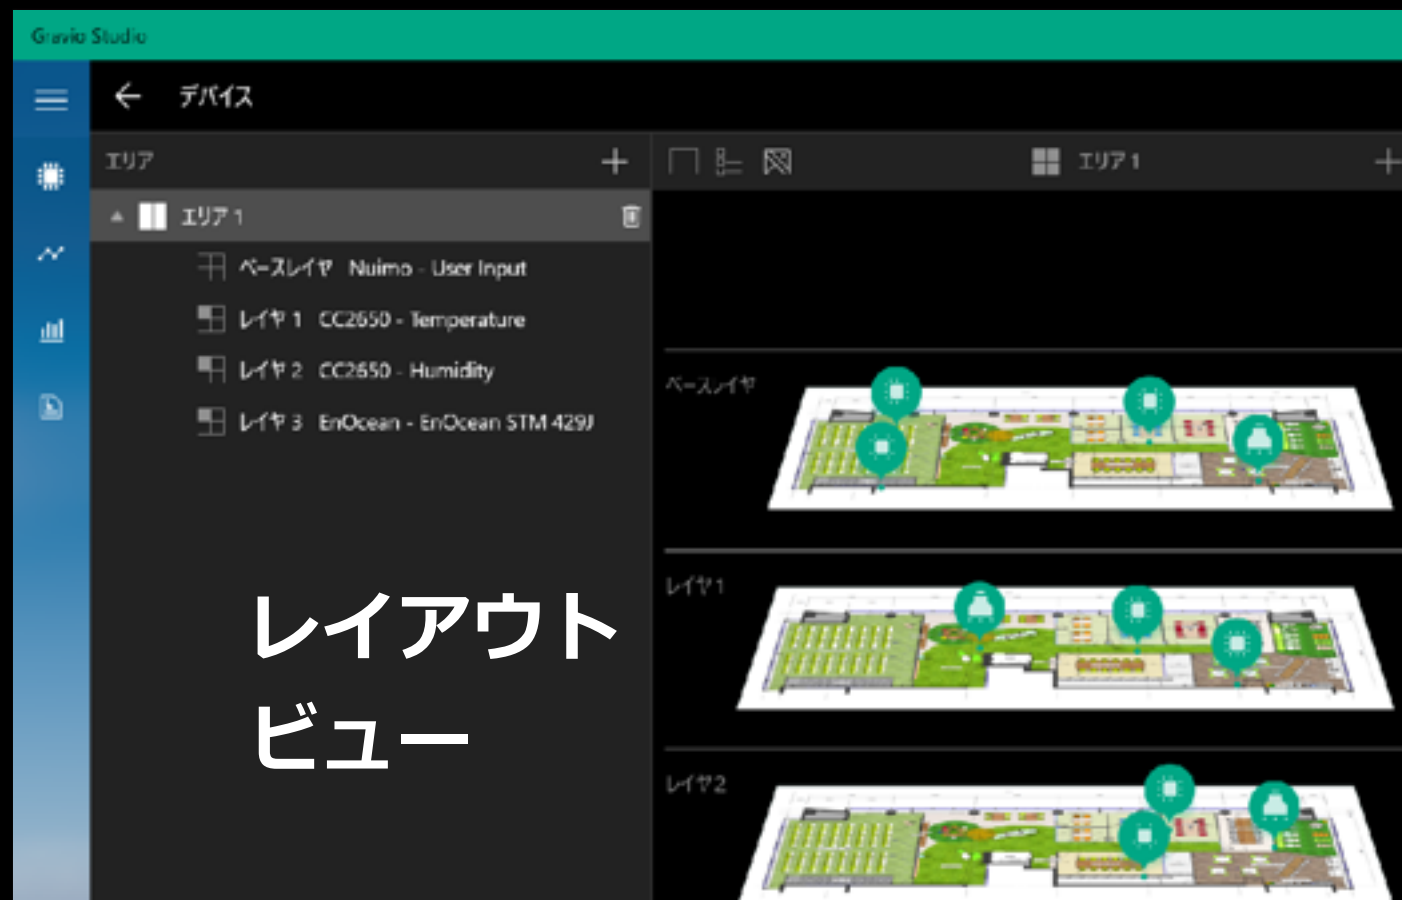 Gravio Studio
デバイス
エリア
エリア 1
エリア 1
ベースレイヤ Nuimo - User Input
レイヤ 1 CC2650 - Temperature
レイヤ 2 CC2650 - Humidity
レイヤ 3 EnOcean - EnOcean STM 429J
ベースレイヤ
レイヤ 1
レイヤ 2
レイアウト
ビュー